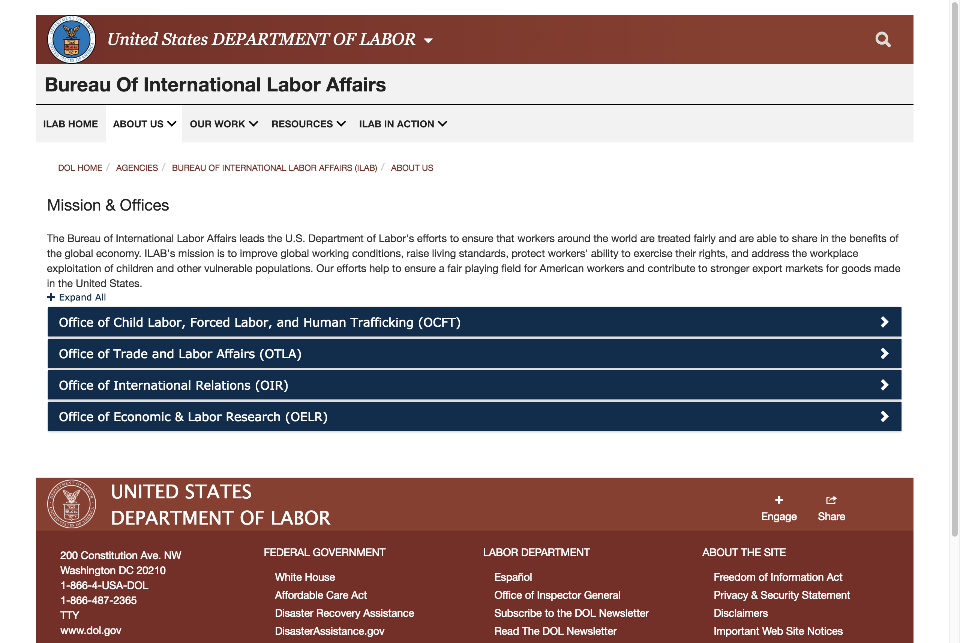 United States DEPARTMENT OF LABOR
Bureau Of International Labor Affairs
ILAB HOME ABOUT US OUR WORK RESOURCES ILAB IN ACTION
DOL HOME / AGENCIES / BUREAU OF INTERNATIONAL LABOR AFFAIRS (ILAB) / ABOUT US
Mission & Offices
The Bureau of International Labor Affairs leads the U.S. Department of Labor's efforts to ensure that workers around the world are treated fairly and are able to share in the benefits of
the global economy. ILAB's mission is to improve global working conditions, raise living standards, protect workers' ability to exercise their rights, and address the workplace
exploitation of children and other vulnerable populations. Our efforts help to ensure a fair playing field for American workers and contribute to stronger export markets for goods made
in the United States.
+ Expand All
Office of Child Labor, Forced Labor, and Human Trafficking (OCFT)
Office of Trade and Labor Affairs (OTLA)
Office of International Relations (OIR)
Office of Economic & Labor Research (OELR)
UNITED STATES
DEPARTMENT OF LABOR
Engage Share
200 Constitution Ave. NW
Washington DC 20210
1-866-4-USA-DOL
1-866-487-2365
TTY
www.dol.gov
FEDERAL GOVERNMENT
White House
Affordable Care Act
Disaster Recovery Assistance
DisasterAssistance.gov
LABOR DEPARTMENT
Español
Office of Inspector General
Subscribe to the DOL Newsletter
Read The DOL Newsletter
ABOUT THE SITE
Freedom of Information Act
Privacy & Security Statement
Disclaimers
Important Web Site Notices